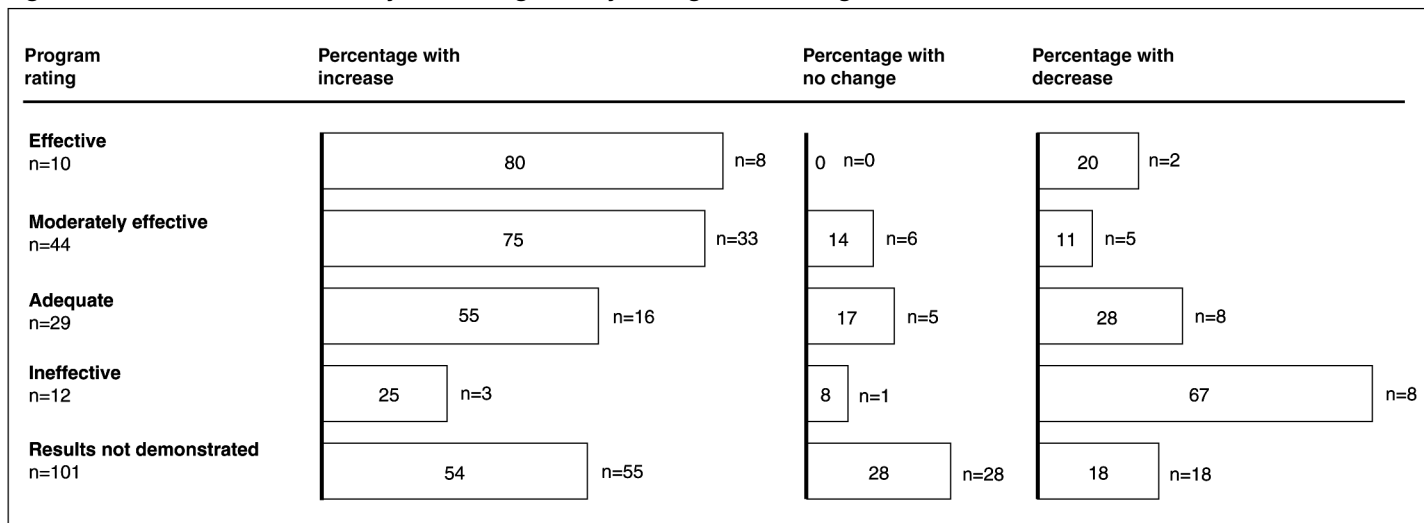 Program rating
Percentage with increase
Percentage with no change
Percentage with decrease
Effective
n=10
80 n=8
0 n=0
20 n=2
Moderately effective
n=44
75 n=33
14 n=6
11 n=5
Adequate
n=29
55 n=16
17 n=5
28 n=8
Ineffective
n=12
25 n=3
8 n=1
67 n=8
Results not demonstrated
n=101
54 n=55
28 n=28
18 n=18